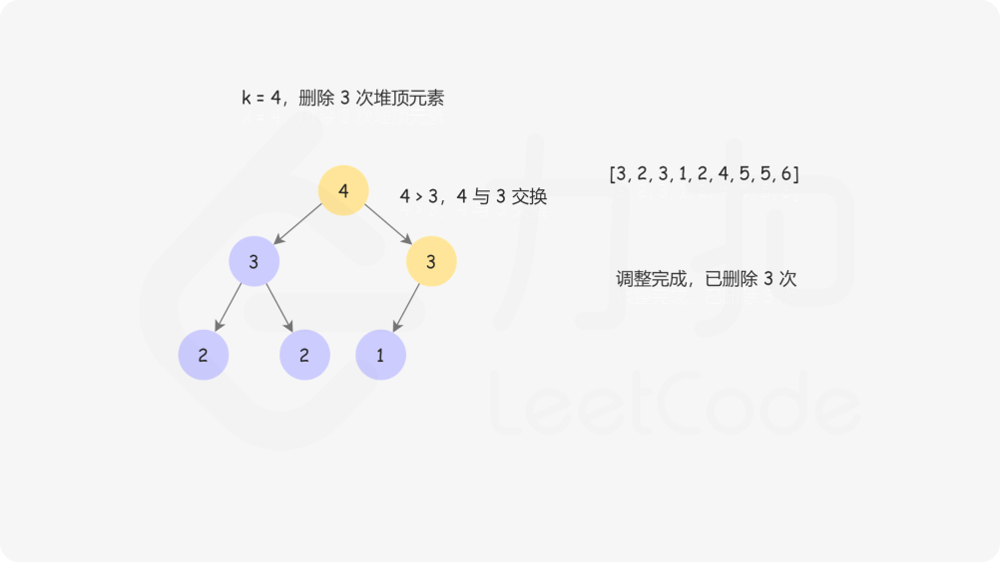 k = 4，删除 3 次堆顶元素
[3, 2, 3, 1, 2, 4, 5, 5, 6]
4
4 > 3，4 与 3 交换
3
3
调整完成，已删除 3 次
2
2
1
力扣
LeetCode